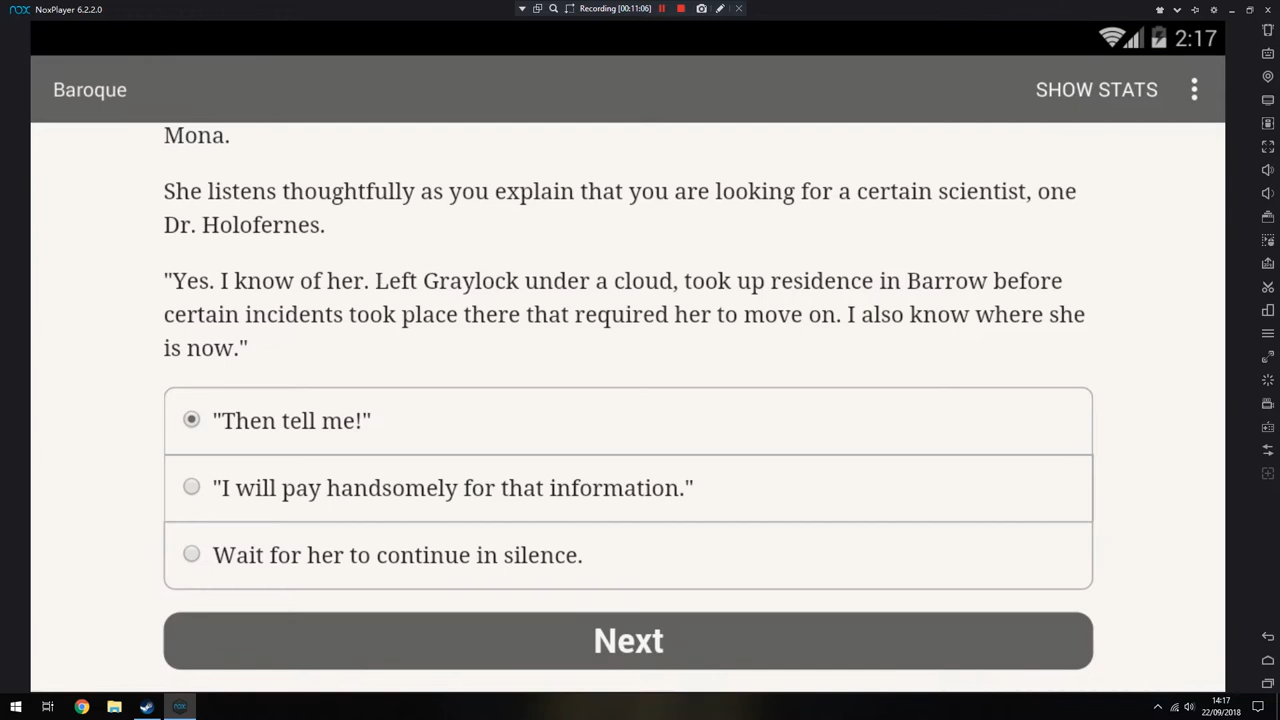 NoxPlayer 6.2.2.0
Recording [00:11:06]
2:17
Baroque
SHOW STATS
Mona.
She listens thoughtfully as you explain that you are looking for a certain scientist, one
Dr. Holofernes.
"Yes. I know of her. Left Graylock under a cloud, took up residence in Barrow before
certain incidents took place there that required her to move on. I also know where she
is now."
"Then tell me!"
"I will pay handsomely for that information."
Wait for her to continue in silence.
Next
nox
14:17
22/09/2018